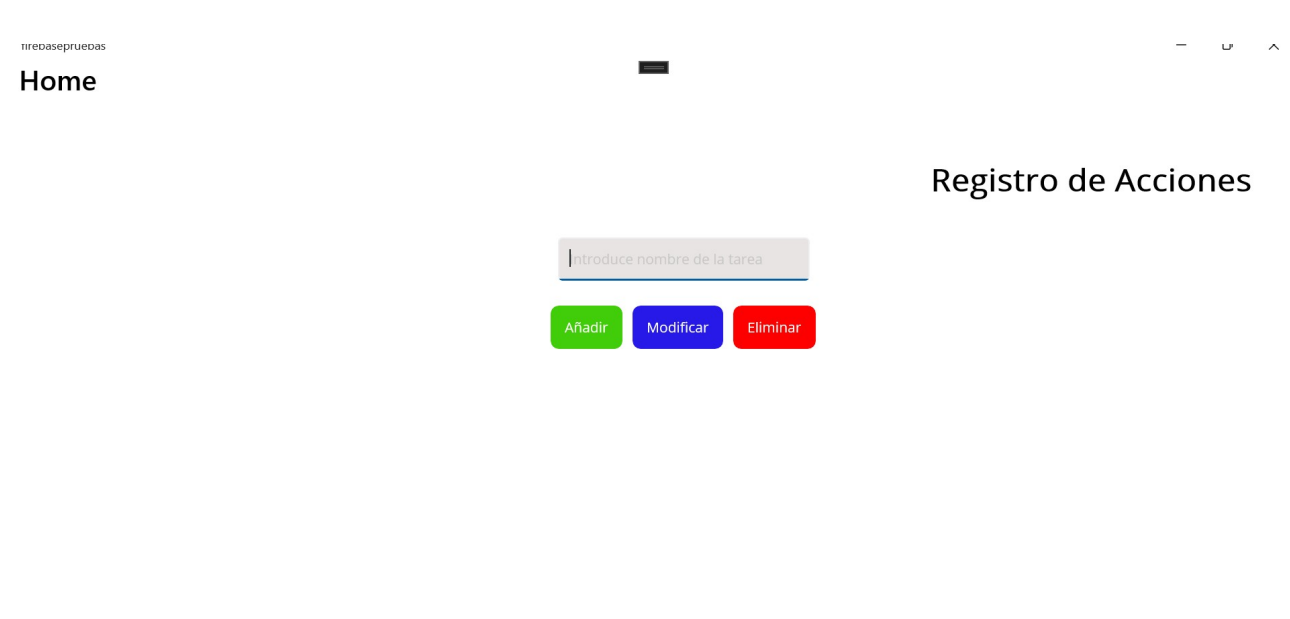 firebasepruebas
Home
Registro de Acciones
Introduce nombre de la tarea
Añadir Modificar Eliminar